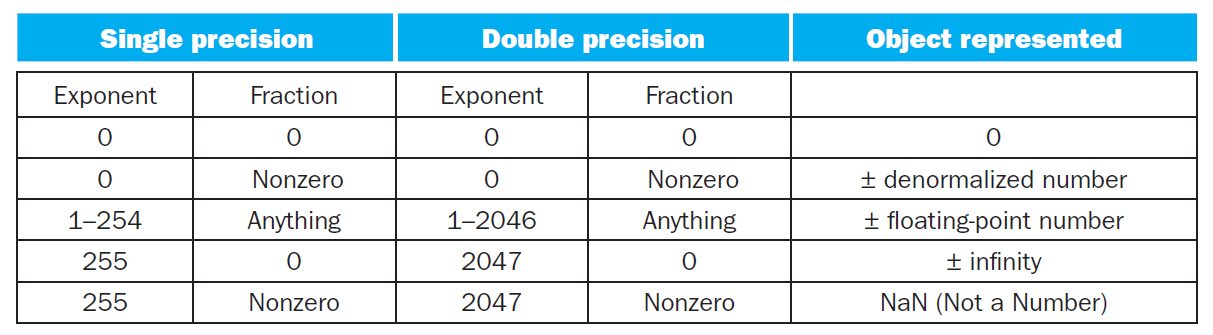 Single precision Double precision Object represented
Exponent Fraction Exponent Fraction
0 0 0 0 0
0 Nonzero 0 Nonzero ± denormalized number
1–254 Anything 1–2046 Anything ± floating-point number
255 0 2047 0 ± infinity
255 Nonzero 2047 Nonzero NaN (Not a Number)